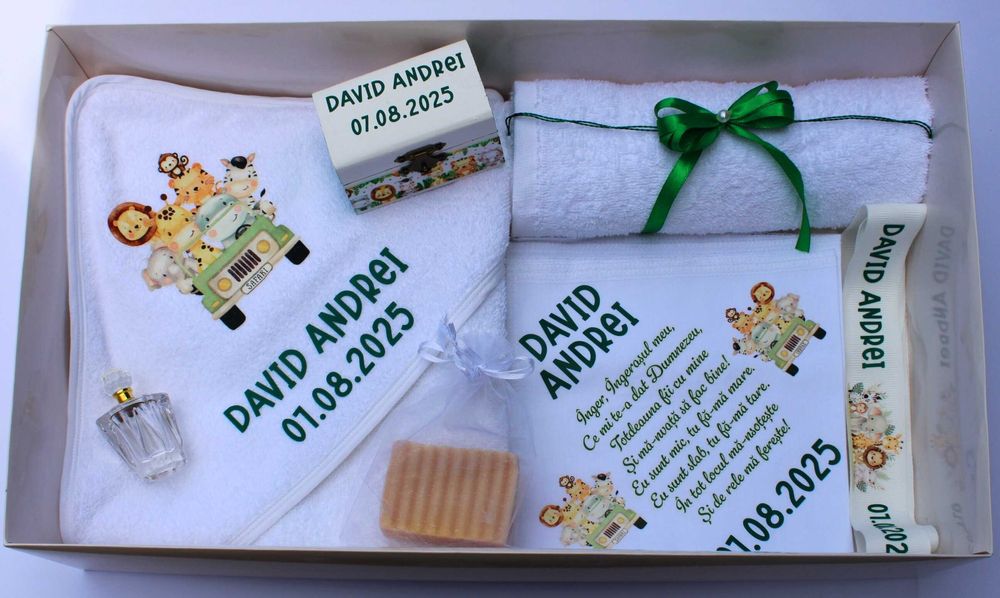 DAVID ANDREI
07.08.2025
SAFARI
DAVID ANDREI
07.08.2025
DAVID
ANDREI
Înger, Îngerașul meu,
Ce mi te-a dat Dumnezeu,
Totdeauna fii cu mine
Și mă-nvață să fac bine!
Eu sunt mic, tu fă-mă mare.
Eu sunt slab, tu fă-mă tare.
În tot locul mă-nsoțește
Și de rele mă ferește!
07.08.2025
DAVID ANDREI
07.08.202